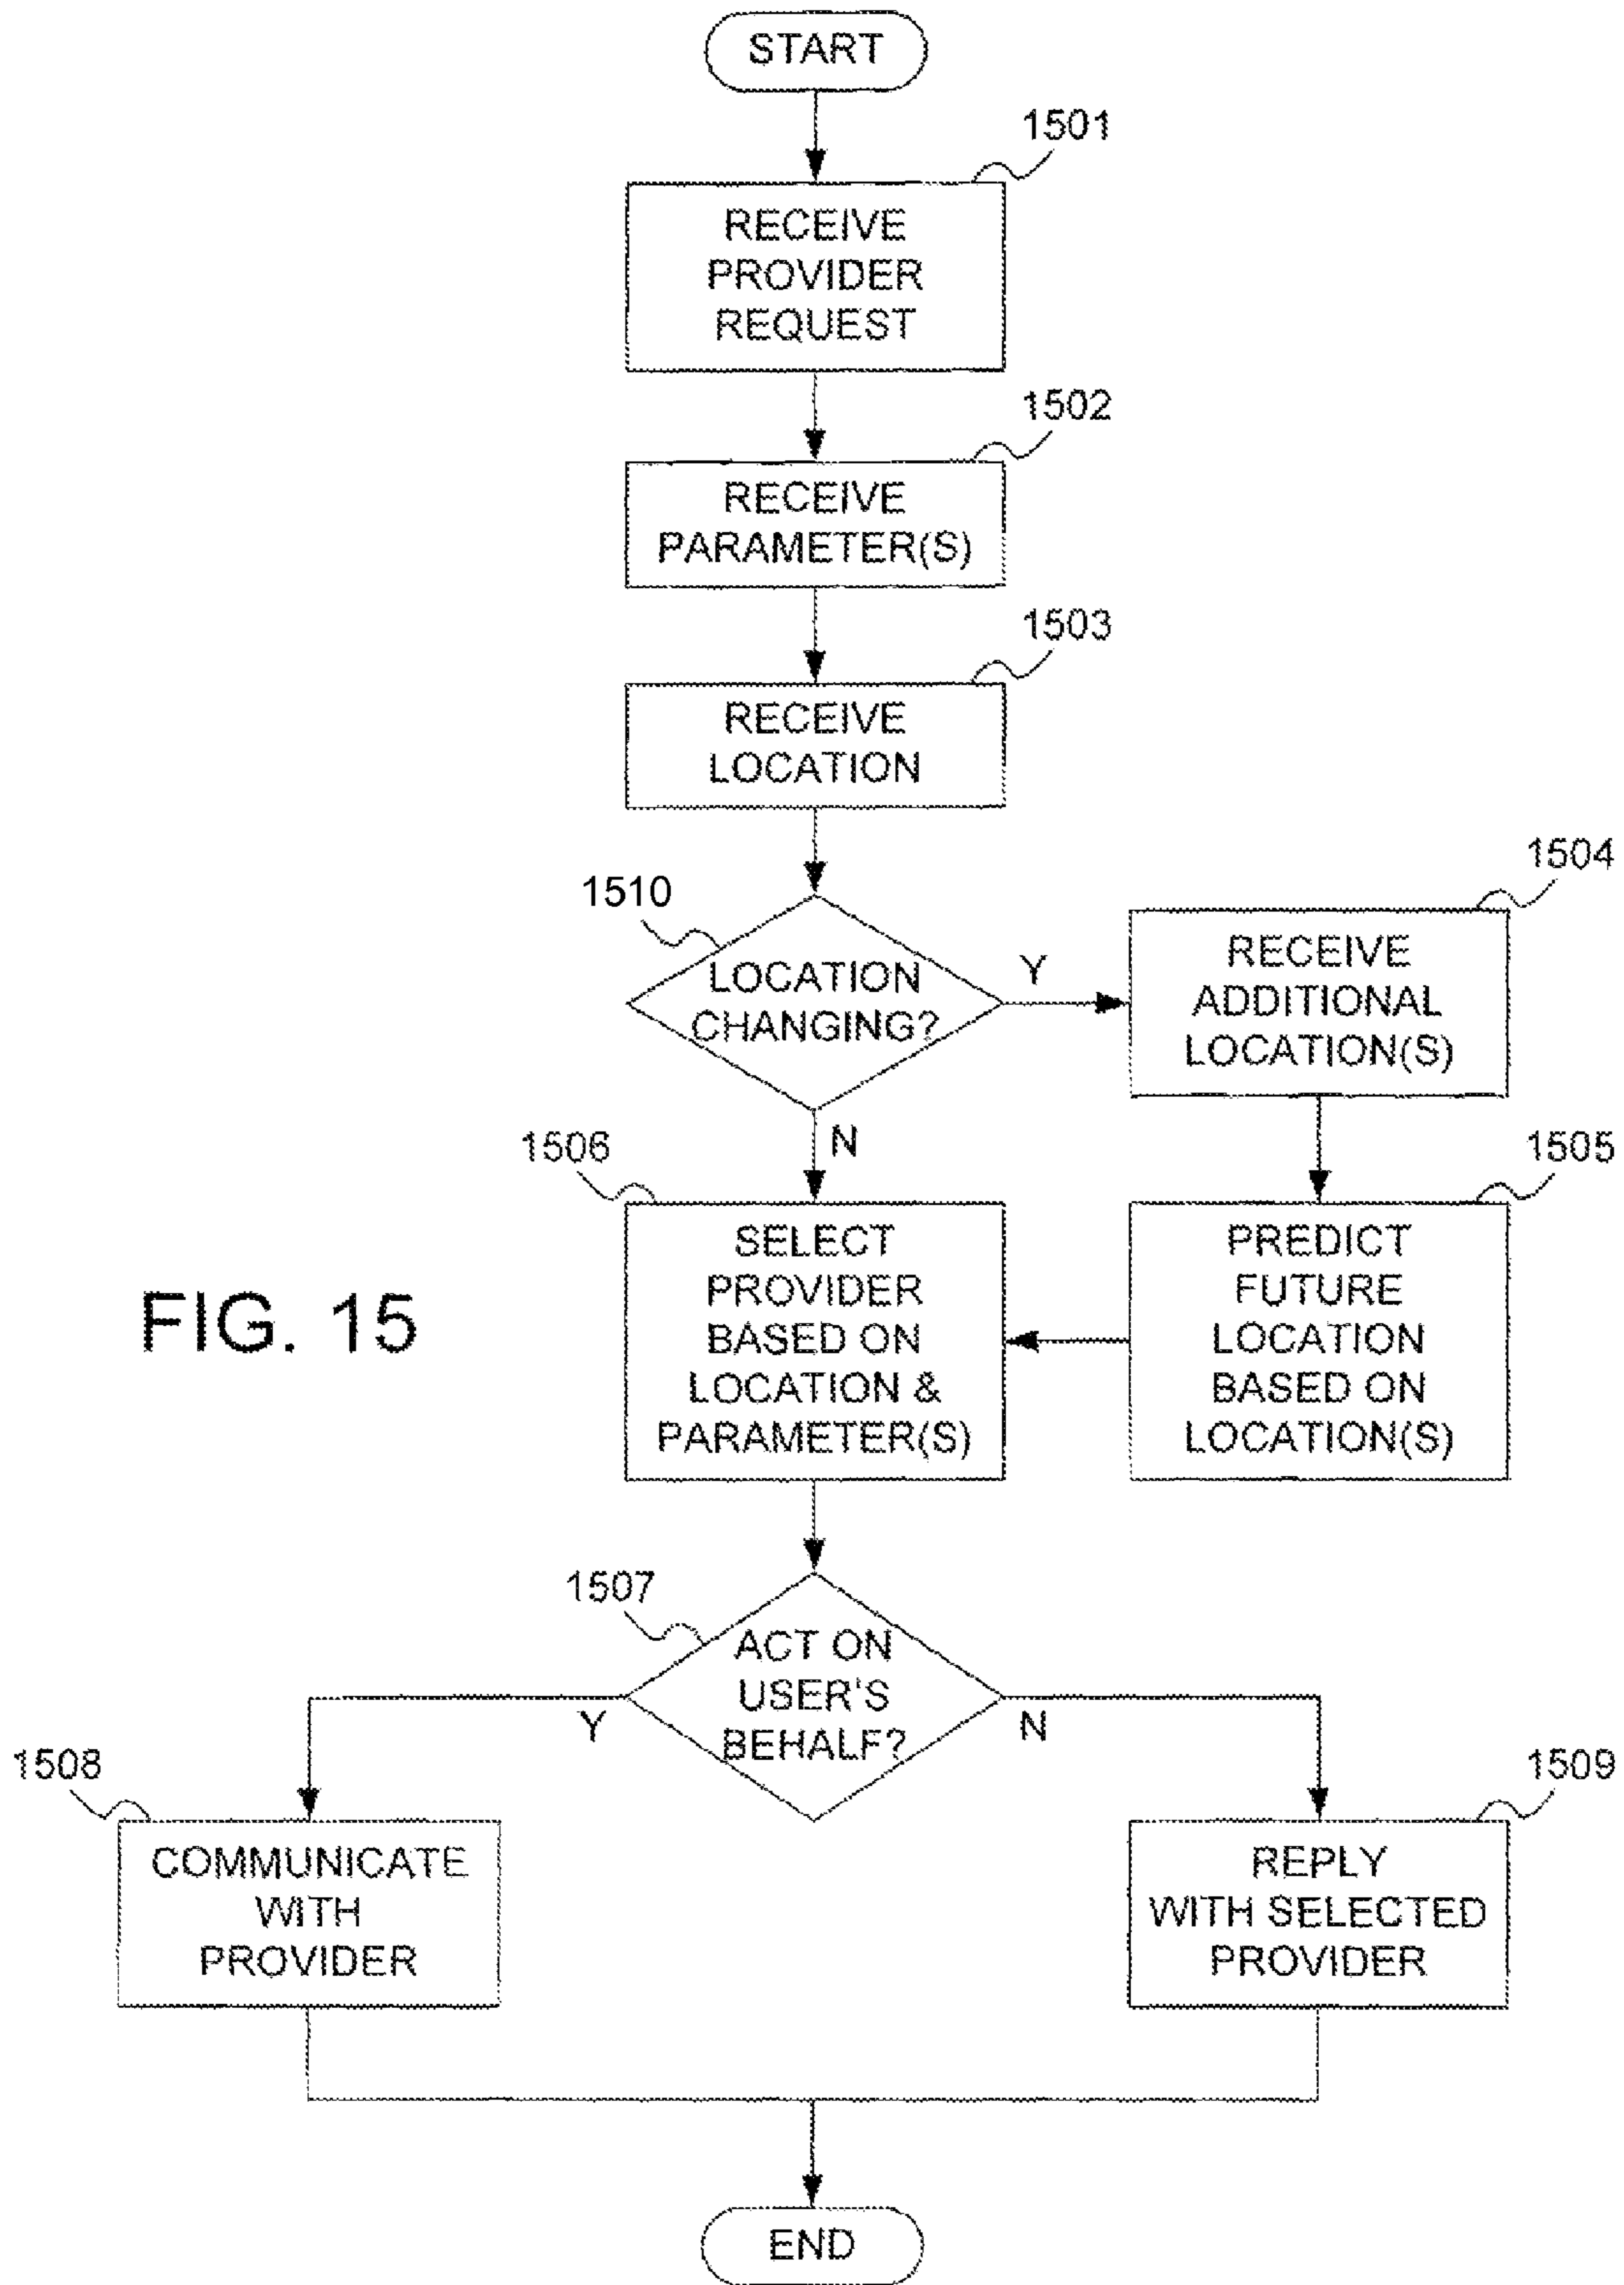 START
1501
RECEIVE
PROVIDER
REQUEST
1502
RECEIVE
PARAMETER(S)
1503
RECEIVE
LOCATION
1510
LOCATION
CHANGING?
Y
N
1504
RECEIVE
ADDITIONAL
LOCATION(S)
1506
SELECT
PROVIDER
BASED ON
LOCATION &
PARAMETER(S)
1505
PREDICT
FUTURE
LOCATION
BASED ON
LOCATION(S)
FIG. 15
1507
ACT ON
USER'S
BEHALF?
Y
N
1508
COMMUNICATE
WITH
PROVIDER
1509
REPLY
WITH SELECTED
PROVIDER
END